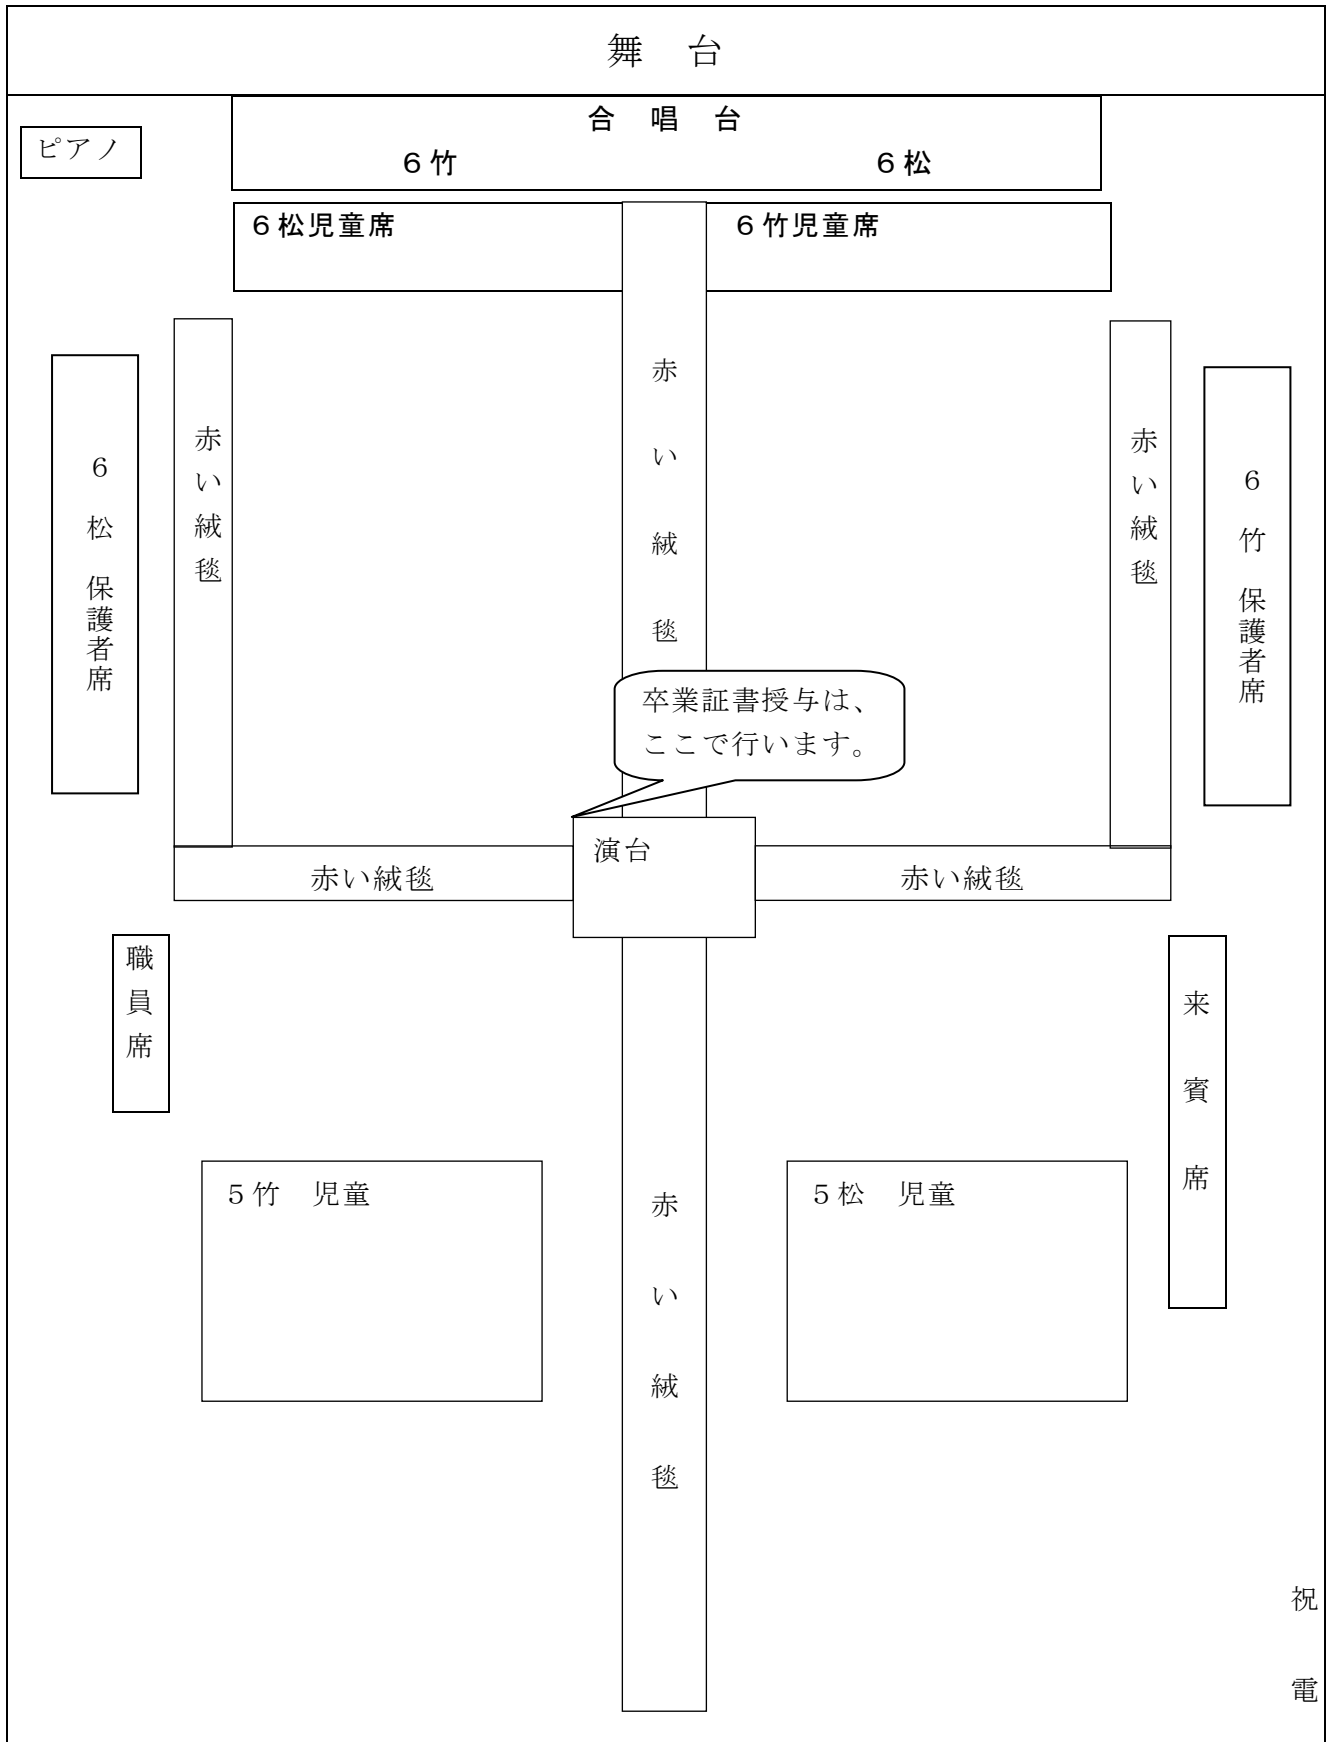 舞　台
合　唱　台
ピアノ
６竹　６松
６松児童席
６竹児童席
赤い絨毯
赤い絨毯
赤い絨毯
６　松　保護者席
６　竹　保護者席
卒業証書授与は、
ここで行います。
演台
赤い絨毯
赤い絨毯
職員席
来賓席
５竹　児童
５松　児童
赤い絨毯
祝電